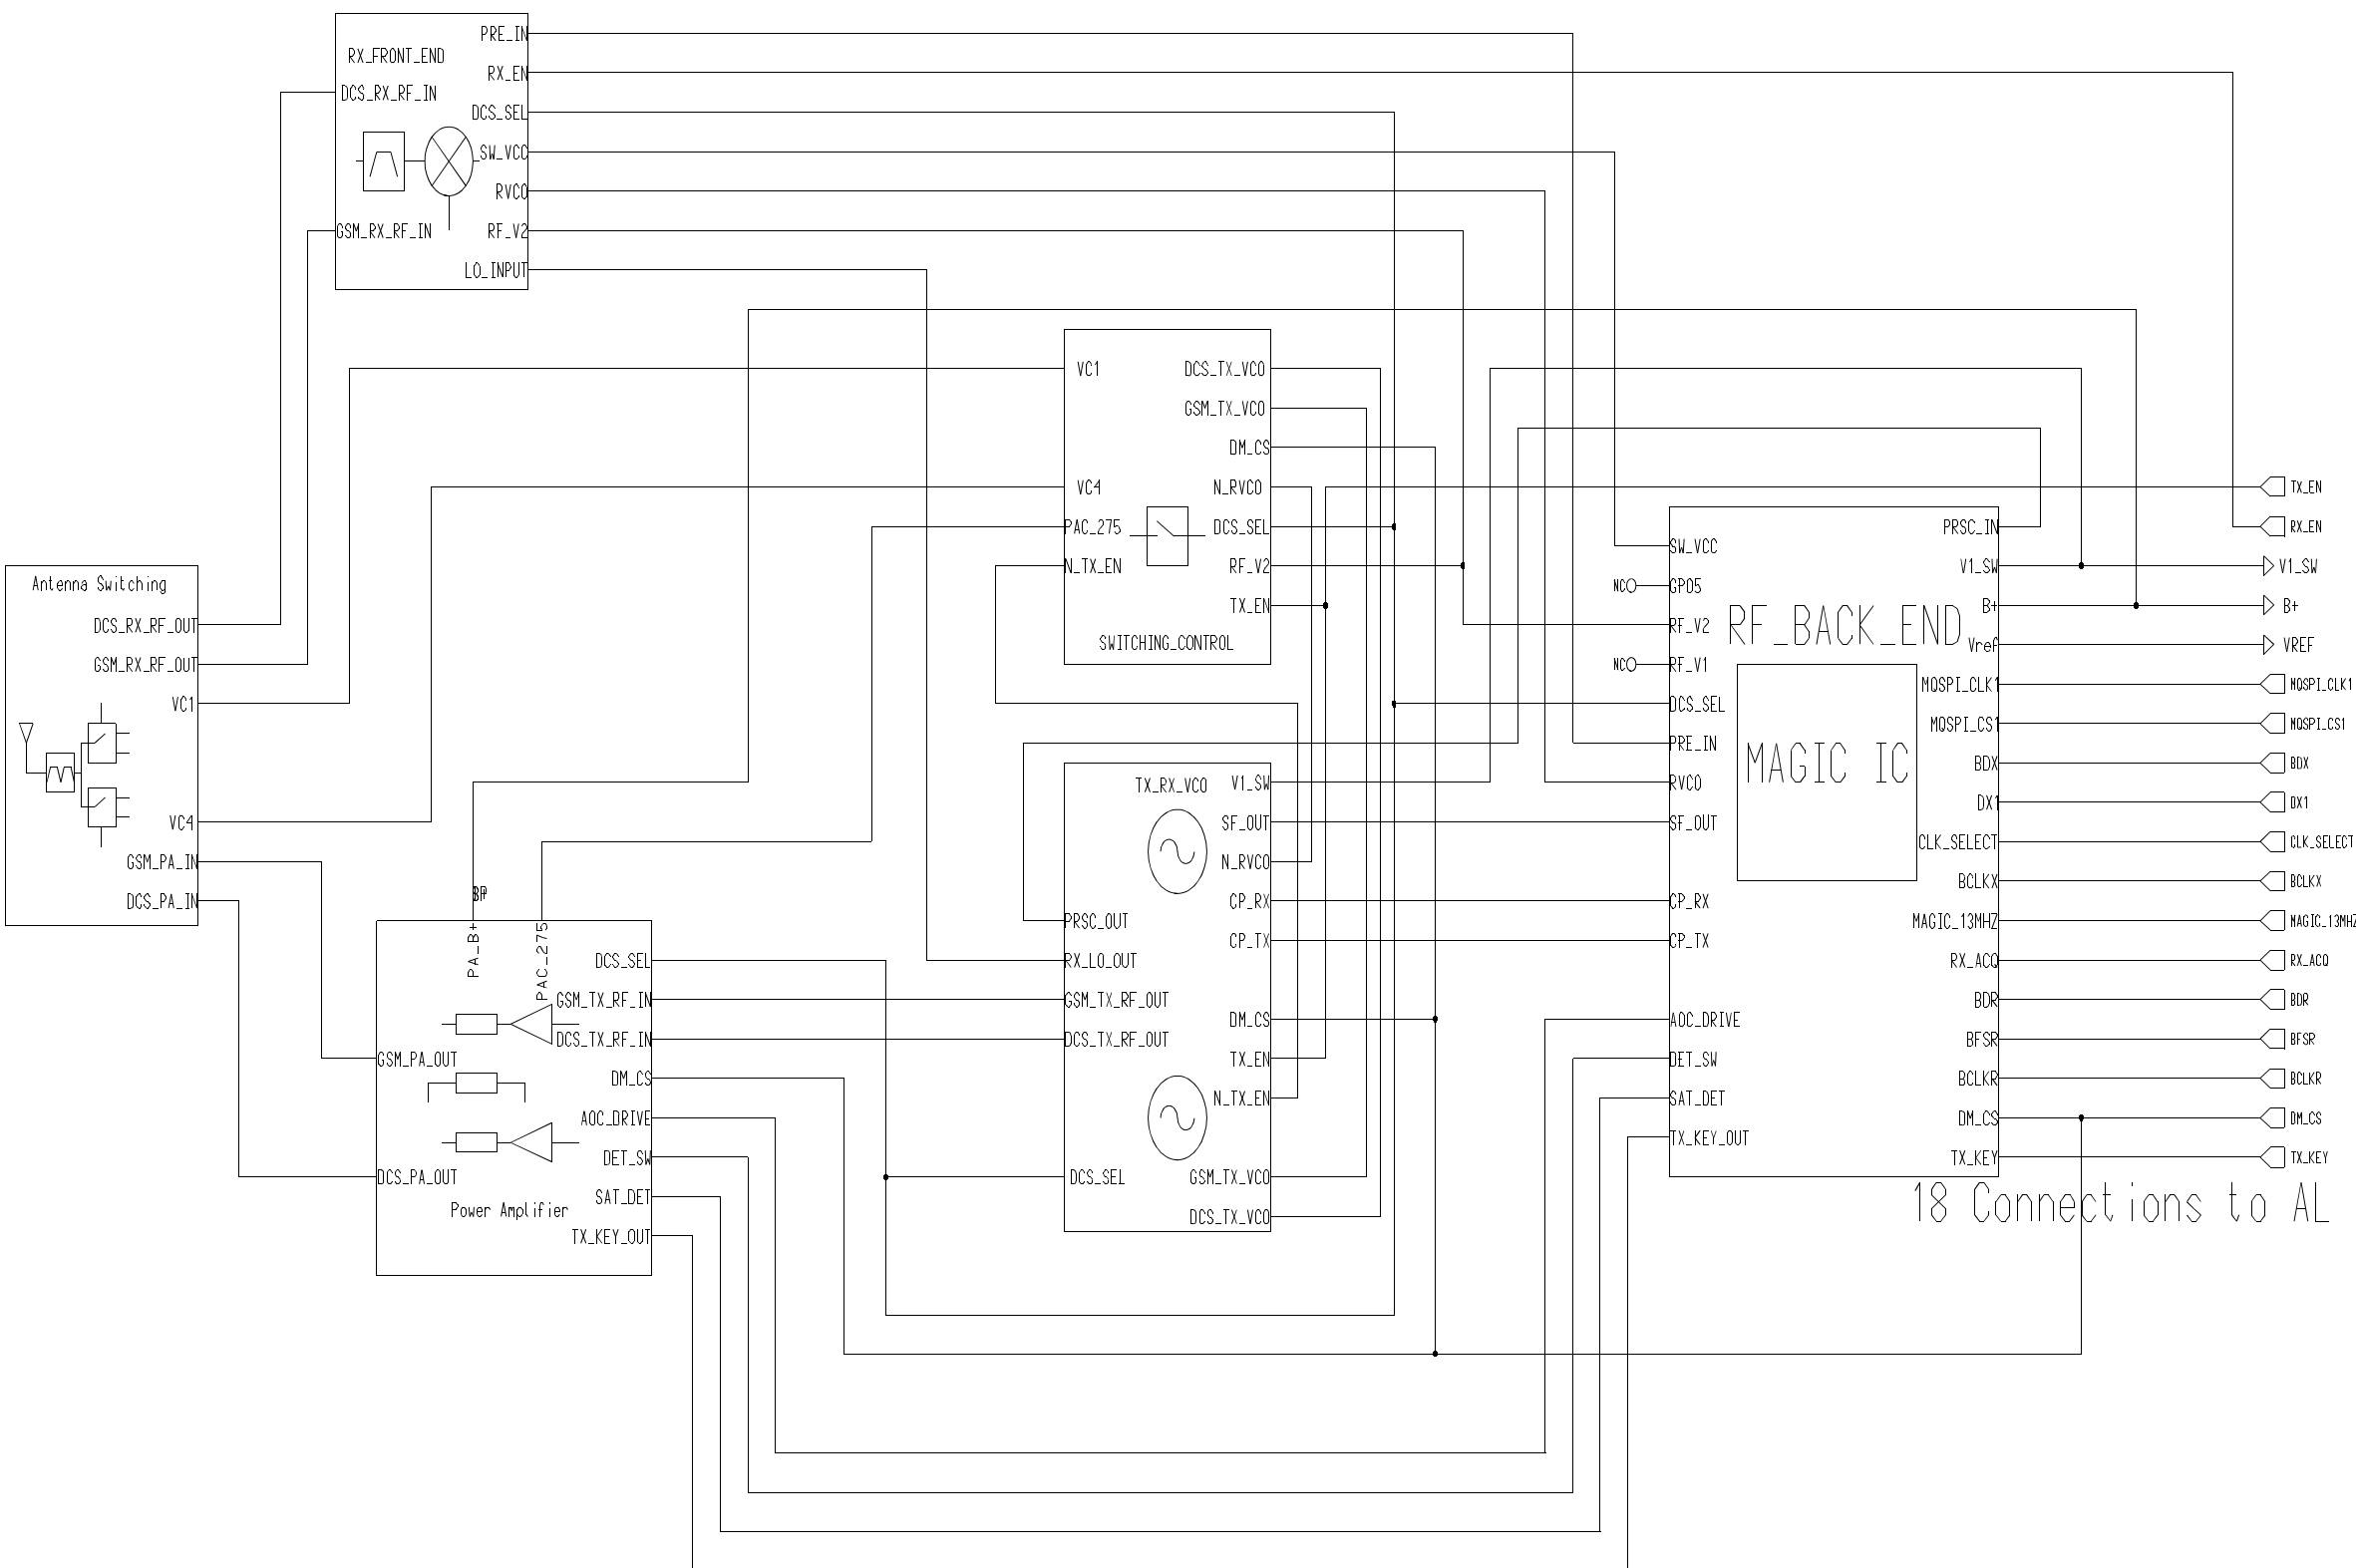 RX_FRONT_END
PRE_IN
RX_EN
DCS_RX_RF_IN
DCS_SEL
SW_VCC
RVCO
GSM_RX_RF_IN
RF_V2
LO_INPUT
SWITCHING_CONTROL
VC1
VC4
PAC_275
N_TX_EN
DCS_TX_VCO
GSM_TX_VCO
DM_CS
N_RVCO
DCS_SEL
RF_V2
TX_EN
Antenna Switching
DCS_RX_RF_OUT
GSM_RX_RF_OUT
VC1
VC4
GSM_PA_IN
DCS_PA_IN
PA_B+
PAC_275
DCS_SEL
GSM_TX_RF_IN
DCS_TX_RF_IN
GSM_PA_OUT
DM_CS
AOC_DRIVE
DET_SW
DCS_PA_OUT
SAT_DET
Power Amplifier
TX_KEY_OUT
TX_RX_VCO
V1_SW
SF_OUT
N_RVCO
CP_RX
PRSC_OUT
CP_TX
RX_LO_OUT
GSM_TX_RF_OUT
DM_CS
DCS_TX_RF_OUT
TX_EN
N_TX_EN
DCS_SEL
GSM_TX_VCO
DCS_TX_VCO
RF_BACK_END
MAGIC IC
SW_VCC
NC
GPO5
RF_V2
NC
RF_V1
DCS_SEL
PRE_IN
RVCO
SF_OUT
CP_RX
CP_TX
AOC_DRIVE
DET_SW
SAT_DET
TX_KEY_OUT
PRSC_IN
V1_SW
B+
Vref
MQSPI_CLK1
MQSPI_CS1
BDX
DX1
CLK_SELECT
BCLKX
MAGIC_13MHZ
RX_ACQ
BDR
BFSR
BCLKR
DM_CS
TX_KEY
TX_EN
RX_EN
V1_SW
B+
VREF
MQSPI_CLK1
MQSPI_CS1
BDX
DX1
CLK_SELECT
BCLKX
MAGIC_13MHZ
RX_ACQ
BDR
BFSR
BCLKR
DM_CS
TX_KEY
18 Connections to AL